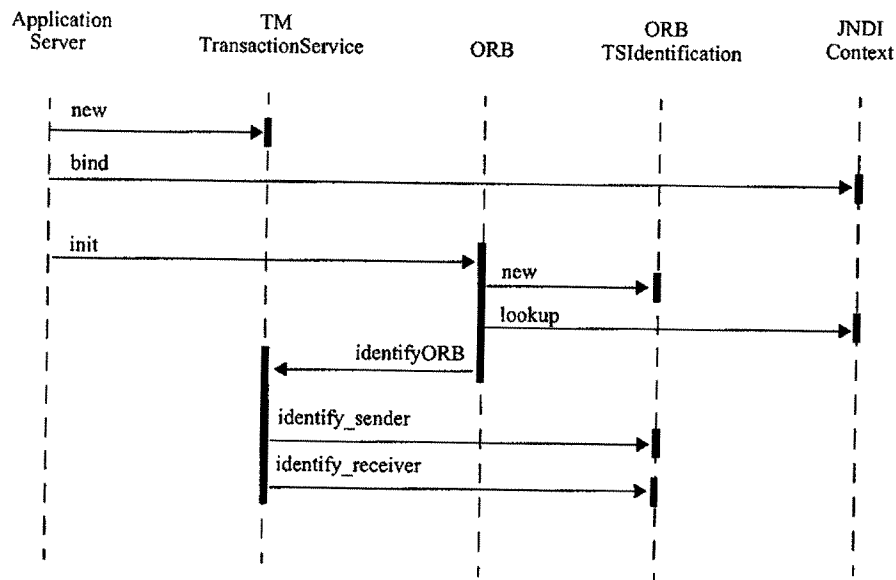 Application
Server
TM
TransactionService
ORB
ORB
TSIdentification
JNDI
Context
new
bind
init
new
lookup
identifyORB
identify_sender
identify_receiver